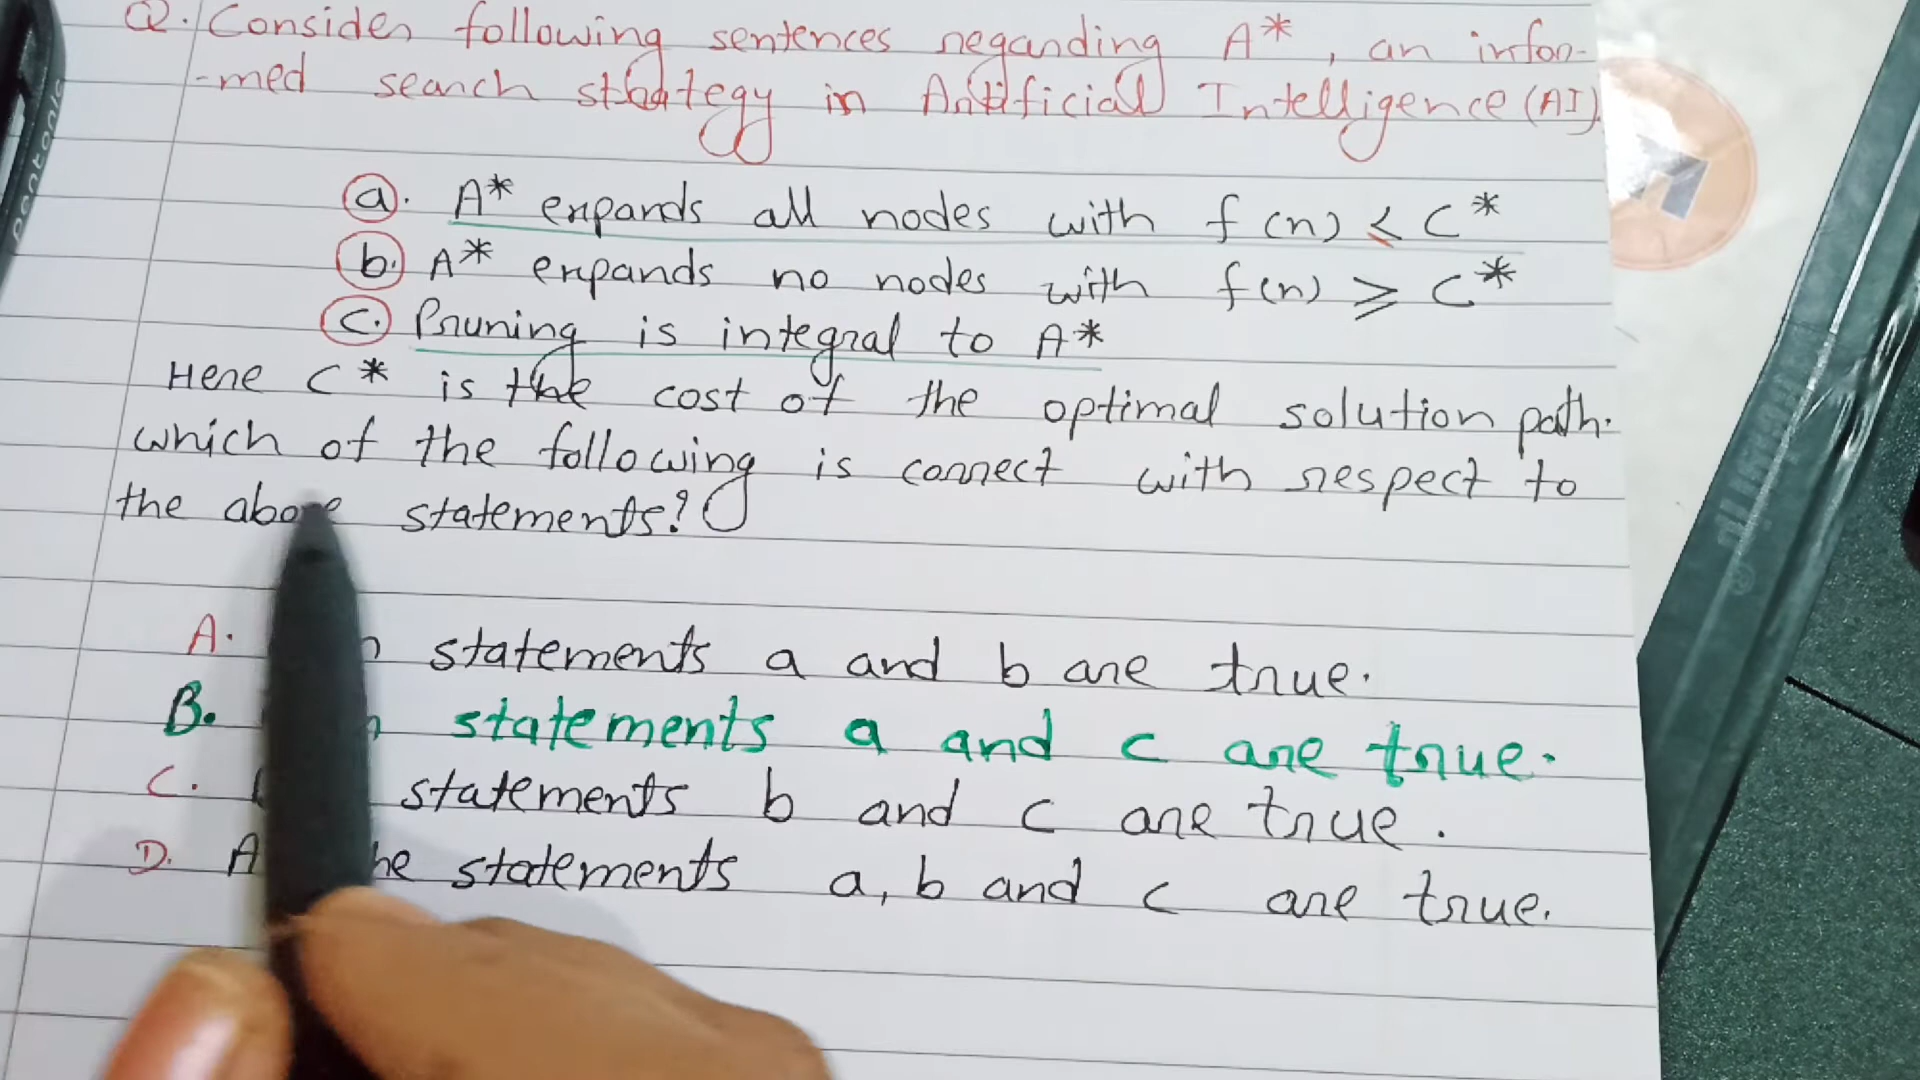 Q. Consider following sentences regarding A*, an infor-
-med search strategy in Artificial Intelligence (AI).
a. A* expands all nodes with f(n) < C*
b. A* expands no nodes with f(n) ≥ C*
c. Pruning is integral to A*
Here C* is the cost of the optimal solution path.
which of the following is correct with respect to
the above statements?
A. statements a and b are true.
B. statements a and c are true.
C. statements b and c are true.
D. statements a, b and c are true.
pentonic